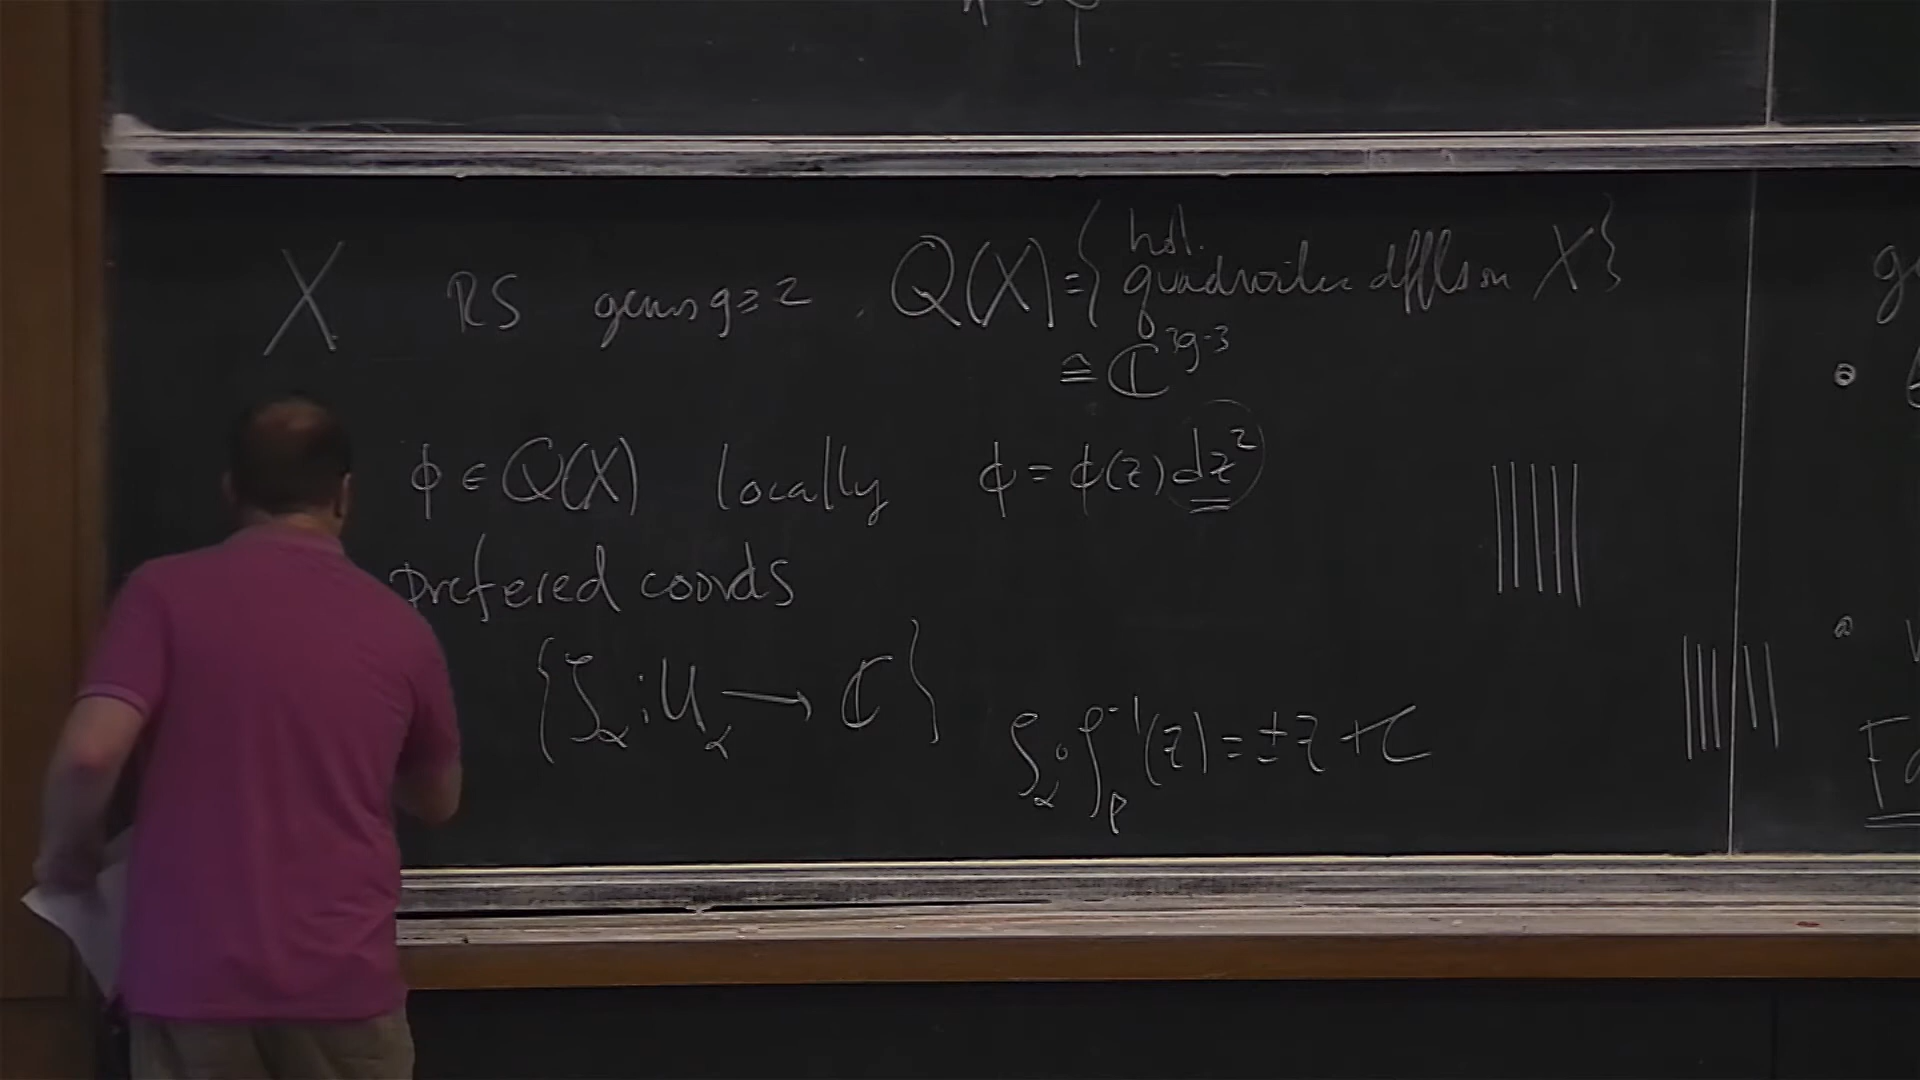 X RS genus g≥2, Q(X) = { hol. quadratic diffls on X }
≅ ℂ^{3g-3}
ϕ ∈ Q(X) locally ϕ = ϕ(z) dz²
prefered coords
{ζ_α : U_α → ℂ} ζ_α ∘ ζ_β^{-1}(z) = ±z + c